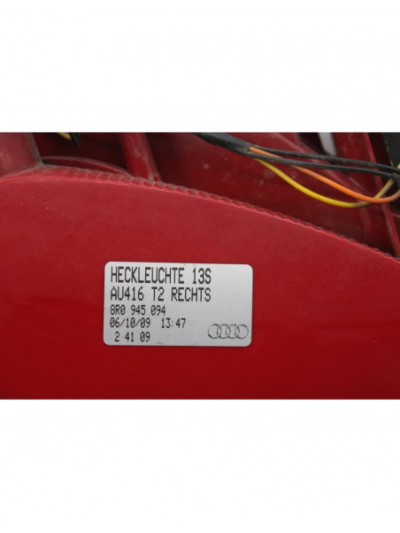 HECKLEUCHTE 13S
AU416 T2 RECHTS
8R0 945 094
06/10/09 13:47
2 41 09